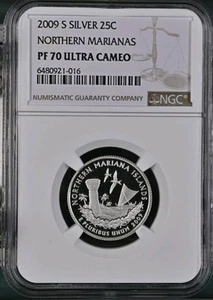 2009 S SILVER 25C
NORTHERN MARIANAS
PF 70 ULTRA CAMEO
6480921-016
NUMISMATIC GUARANTY COMPANY
NGC
NORTHERN MARIANA ISLANDS
E PLURIBUS UNUM 2009